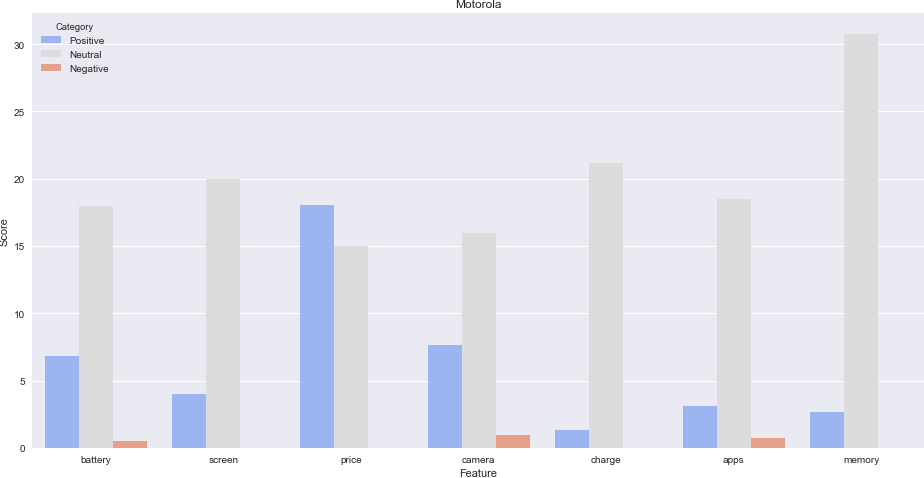 Motorola
Category
Positive
Neutral
Negative
30
25
20
15
10
5
0
Score
battery screen price camera charge apps memory
Feature